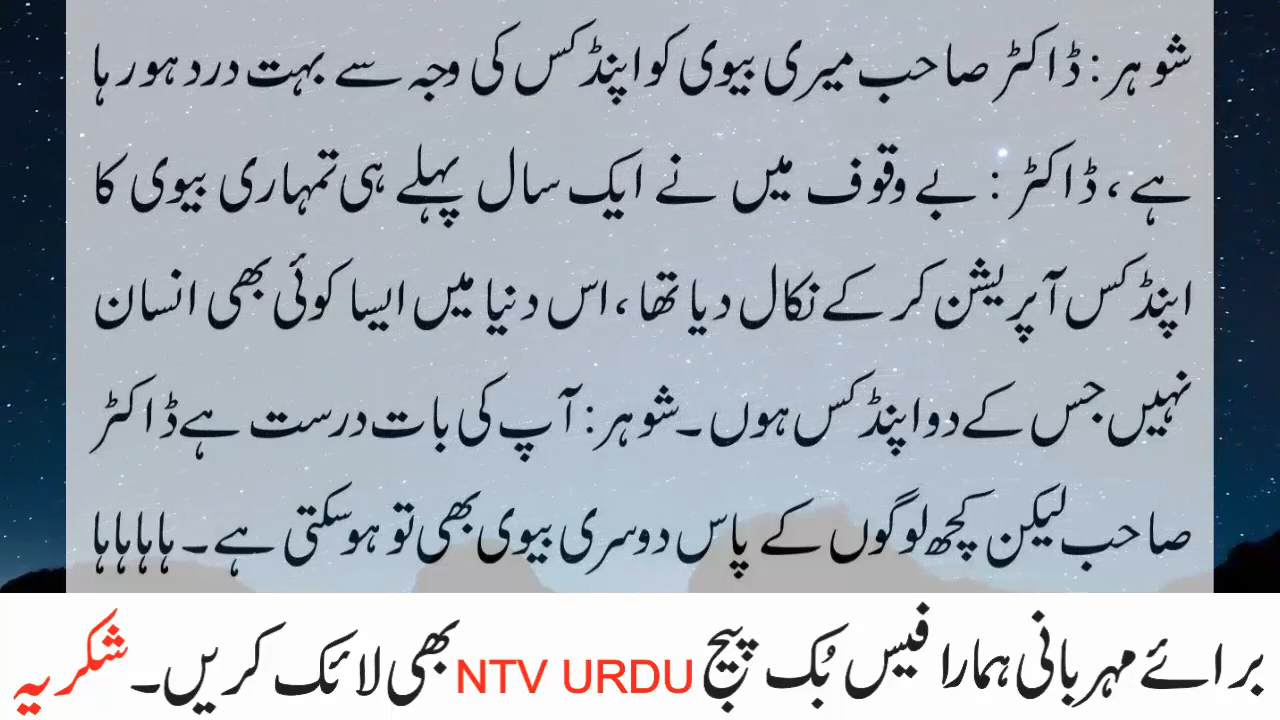 شوہر: ڈاکٹر صاحب میری بیوی کو اپنڈکس کی وجہ سے بہت درد ہو رہا
ہے، ڈاکٹر: بے وقوف میں نے ایک سال پہلے ہی تمہاری بیوی کا
اپنڈکس آپریشن کر کے نکال دیا تھا، اس دنیا میں ایسا کوئی بھی انسان
نہیں جس کے دو اپنڈکس ہوں۔ شوہر: آپ کی بات درست ہے ڈاکٹر
صاحب لیکن کچھ لوگوں کے پاس دوسری بیوی بھی تو ہو سکتی ہے۔ ہاہاہاہا
برائے مہربانی ہمارا فیس بُک پیج NTV URDU بھی لائک کریں۔ شکریہ